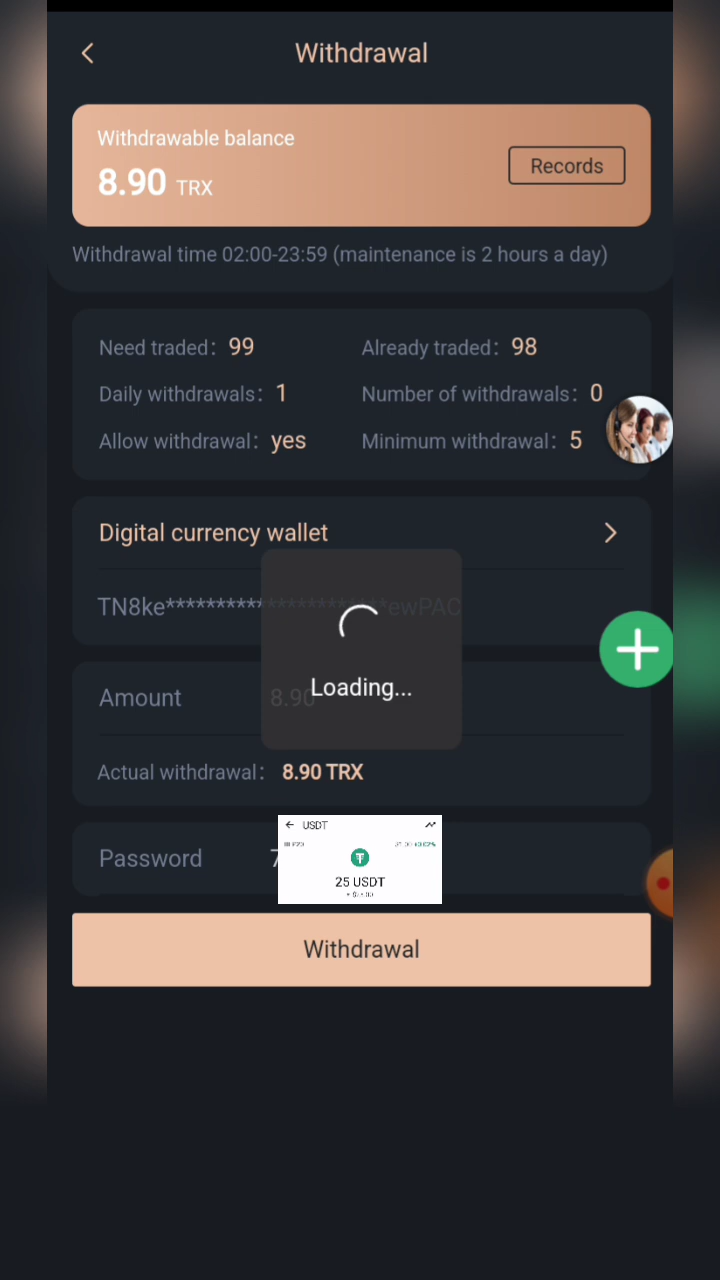 Withdrawal
Withdrawable balance
8.90 TRX
Records
Withdrawal time 02:00-23:59 (maintenance is 2 hours a day)
Need traded: 99
Already traded: 98
Daily withdrawals: 1
Number of withdrawals: 0
Allow withdrawal: yes
Minimum withdrawal: 5
Digital currency wallet
Loading...
Amount 8.90
Actual withdrawal: 8.90 TRX
USDT
25 USDT
Password
Withdrawal